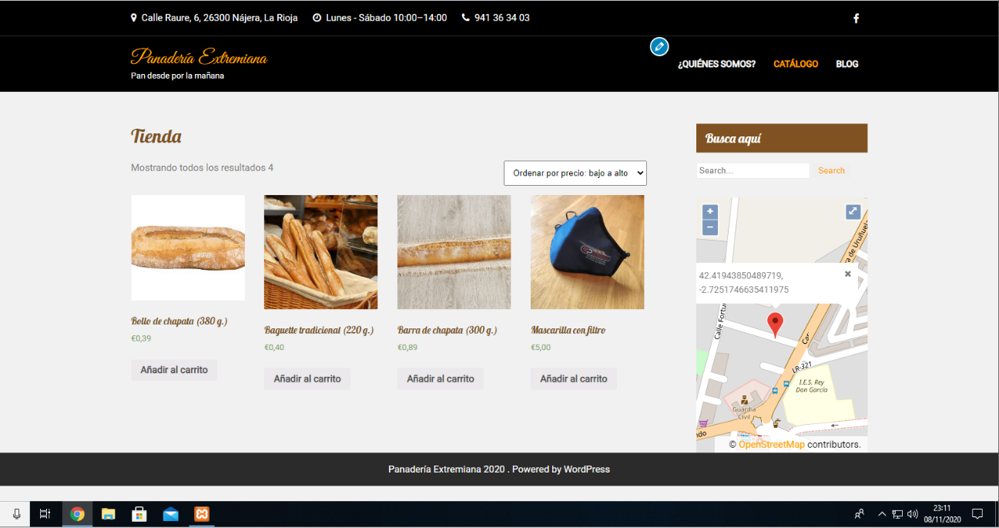 Calle Raure, 6, 26300 Nájera, La Rioja
Lunes - Sábado 10:00–14:00
941 36 34 03
Panadería Extremiana
Pan desde por la mañana
¿QUIÉNES SOMOS?
CATÁLOGO
BLOG
Tienda
Mostrando todos los resultados 4
Ordenar por precio: bajo a alto
Bollo de chapata (380 g.)
€0,39
Añadir al carrito
Baguette tradicional (220 g.)
€0,40
Añadir al carrito
Barra de chapata (300 g.)
€0,89
Añadir al carrito
Mascarilla con filtro
€5,00
Añadir al carrito
Busca aquí
Search...
Search
+
−
ra de Uruñuela
42.41943850489719,
-2.7251746635411975
Calle Fortu
Car
LR-321
I.E.S. Rey
Don García
Guardia
Civil
ndo
© OpenStreetMap contributors.
Panadería Extremiana 2020 . Powered by WordPress
23:11
08/11/2020